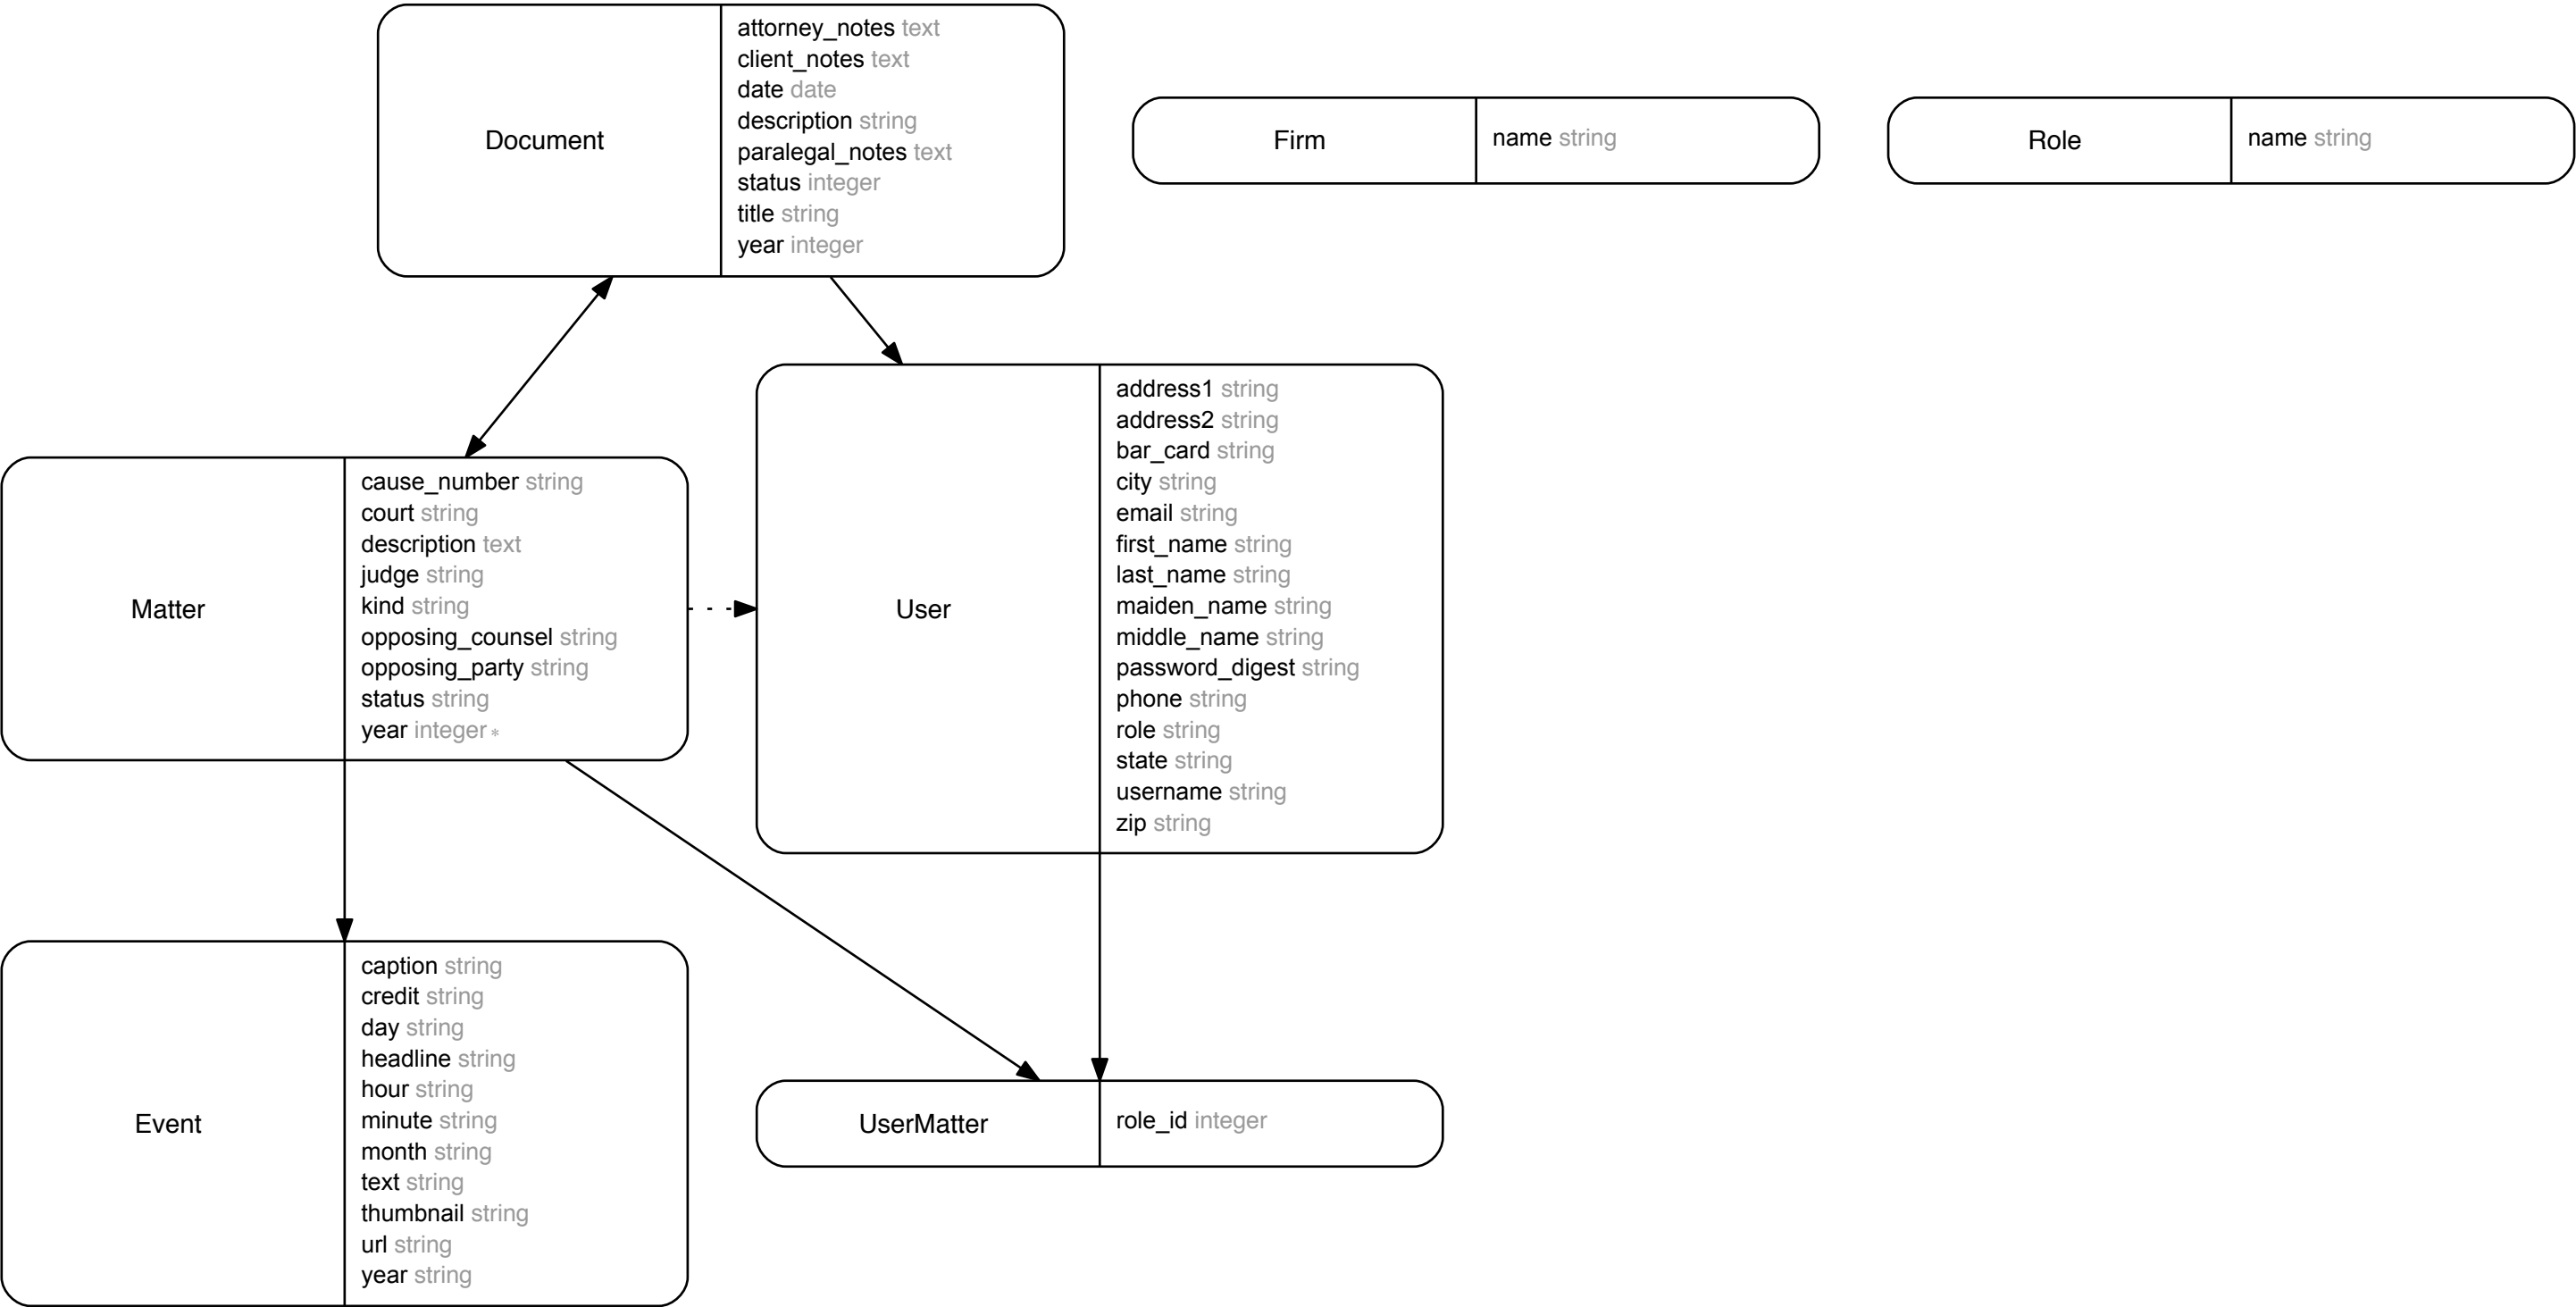 Document
attorney_notes text
client_notes text
date date
description string
paralegal_notes text
status integer
title string
year integer
Firm
name string
Role
name string
Matter
cause_number string
court string
description text
judge string
kind string
opposing_counsel string
opposing_party string
status string
year integer *
User
address1 string
address2 string
bar_card string
city string
email string
first_name string
last_name string
maiden_name string
middle_name string
password_digest string
phone string
role string
state string
username string
zip string
Event
caption string
credit string
day string
headline string
hour string
minute string
month string
text string
thumbnail string
url string
year string
UserMatter
role_id integer